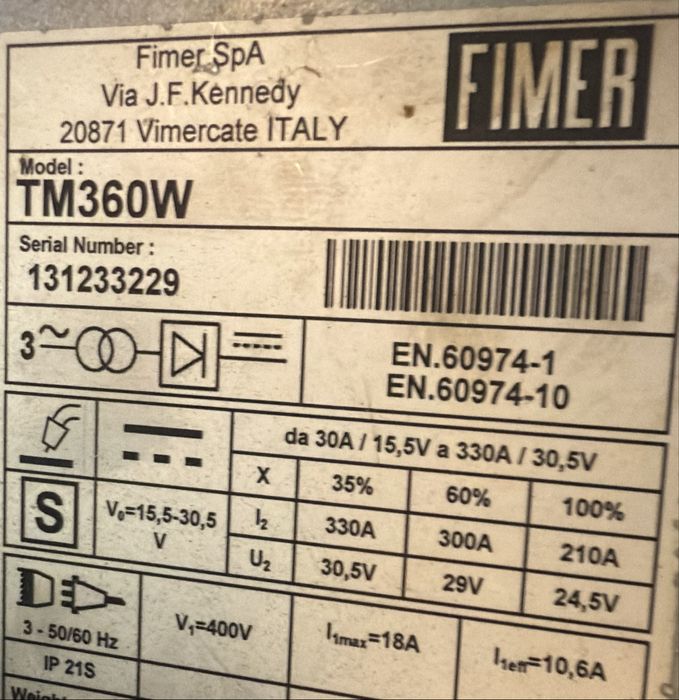 Fimer SpA
Via J.F.Kennedy
20871 Vimercate ITALY
FIMER
Model :
TM360W
Serial Number :
131233229
3~
EN.60974-1
EN.60974-10
da 30A / 15,5V a 330A / 30,5V
X 35% 60% 100%
S
V₀=15,5-30,5 V
I₂ 330A 300A 210A
U₂ 30,5V 29V 24,5V
3 - 50/60 Hz
V₁=400V
I₁max=18A
I₁eff=10,6A
IP 21S